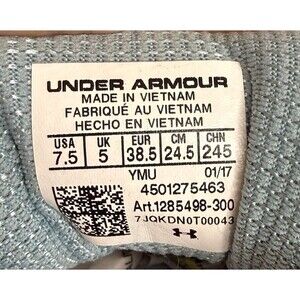 UNDER ARMOUR
MADE IN VIETNAM
FABRIQUÉ AU VIETNAM
HECHO EN VIETNAM
USA UK EUR CM CHN
7.5 5 38.5 24.5 245
YMU 01/17
4501275463
Art.1285498-300
7JQKDN0T00043